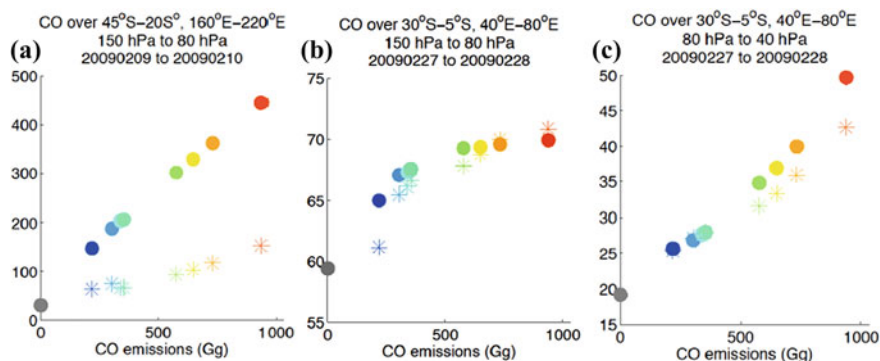 (a)
CO over 45°S–20S°, 160°E–220°E
150 hPa to 80 hPa
20090209 to 20090210
500
400
300
200
100
0
0
500
1000
CO emissions (Gg)
(b)
CO over 30°S–5°S, 40°E–80°E
150 hPa to 80 hPa
20090227 to 20090228
75
70
65
60
55
0
500
1000
CO emissions (Gg)
(c)
CO over 30°S–5°S, 40°E–80°E
80 hPa to 40 hPa
20090227 to 20090228
50
45
40
35
30
25
20
15
0
500
1000
CO emissions (Gg)